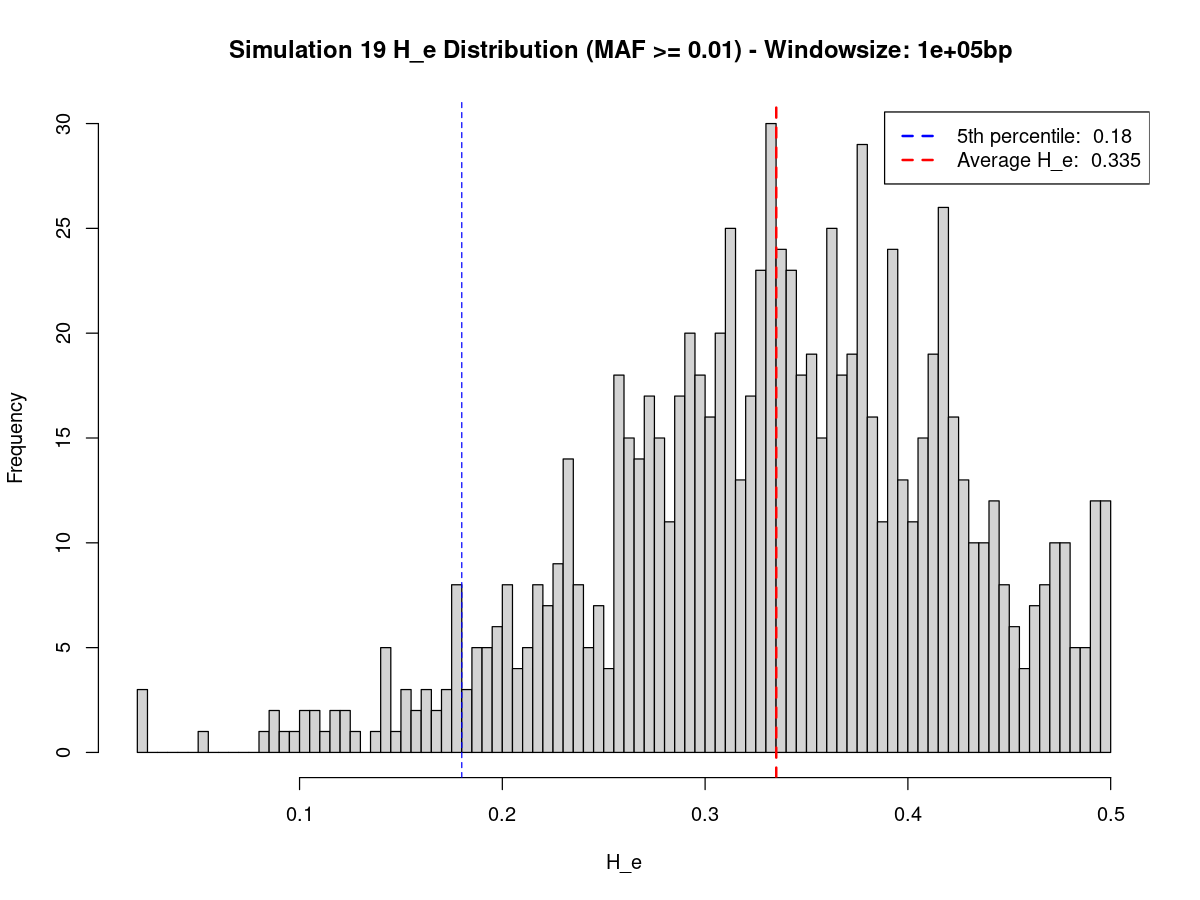 Simulation 19 H_e Distribution (MAF >= 0.01) - Windowsize: 1e+05bp
5th percentile: 0.18
Average H_e: 0.335
Frequency
30
25
20
15
10
5
0
0.1 0.2 0.3 0.4 0.5
H_e